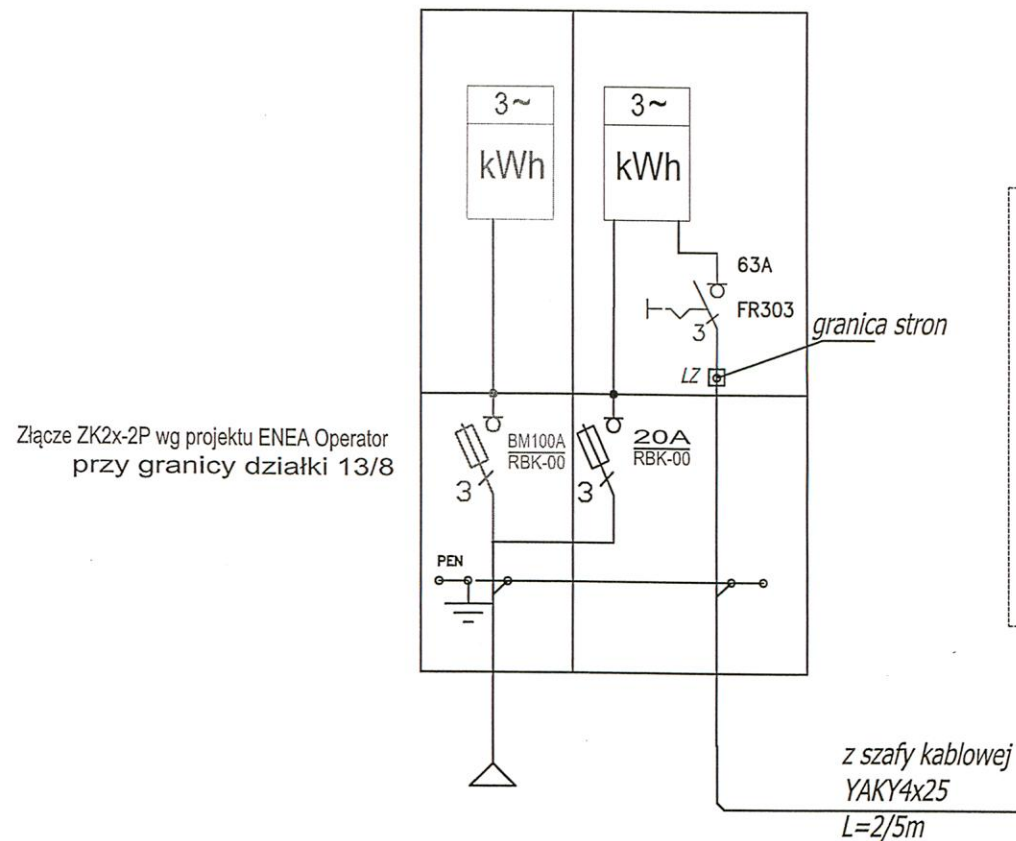 3~
kWh
3~
kWh
63A
FR303
3
granica stron
LZ
Złącze ZK2x-2P wg projektu ENEA Operator
przy granicy działki 13/8
BM100A
RBK-00
3
20A
RBK-00
3
PEN
z szafy kablowej
YAKY4x25
L=2/5m